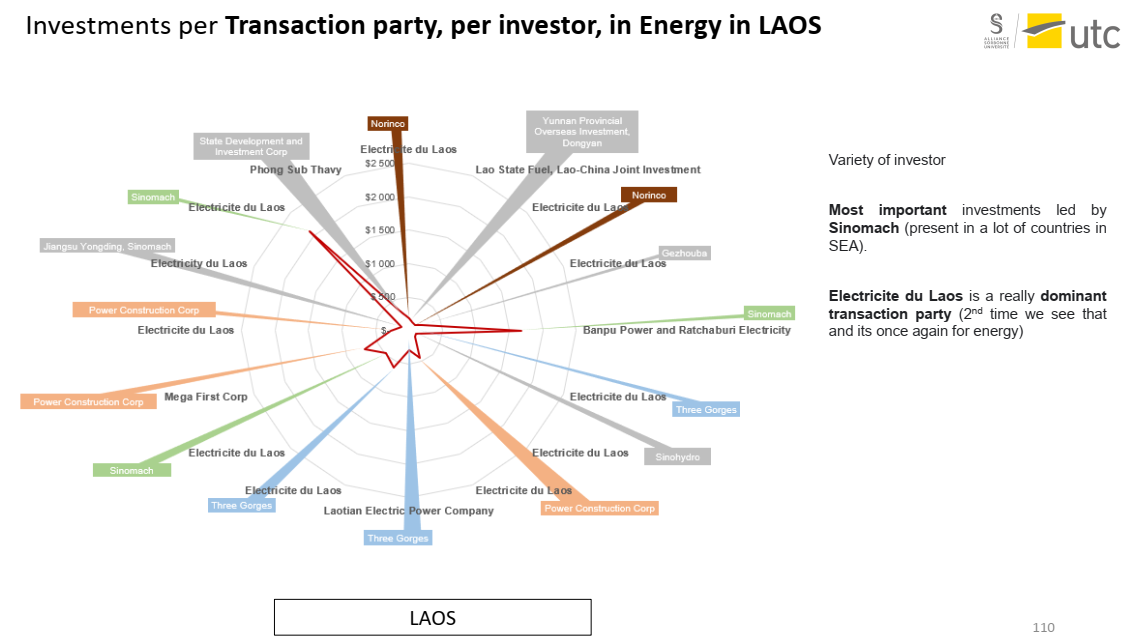 Investments per Transaction party, per investor, in Energy in LAOS
S
ALLIANCE
SORBONNE
UNIVERSITÉ
utc
Norinco
Yunnan Provincial
Overseas Investment,
Dongyan
State Development and
Investment Corp
Electricite du Laos
$2 500
Phong Sub Thavy
Lao State Fuel, Lao-China Joint Investment
Sinomach
Norinco
$2 000
Electricite du Laos
Electricite du Laos
$1 500
Jiangsu Yongding, Sinomach
Gezhouba
Electricity du Laos
$1 000
Electricite du Laos
$ 500
Power Construction Corp
Sinomach
Electricite du Laos
$-
Banpu Power and Ratchaburi Electricity
Power Construction Corp
Mega First Corp
Electricite du Laos
Three Gorges
Electricite du Laos
Electricite du Laos
Sinohydro
Sinomach
Electricite du Laos
Electricite du Laos
Three Gorges
Laotian Electric Power Company
Power Construction Corp
Three Gorges
Variety of investor
Most important investments led by
Sinomach (present in a lot of countries in
SEA).
Electricite du Laos is a really dominant
transaction party (2nd time we see that
and its once again for energy)
LAOS
110